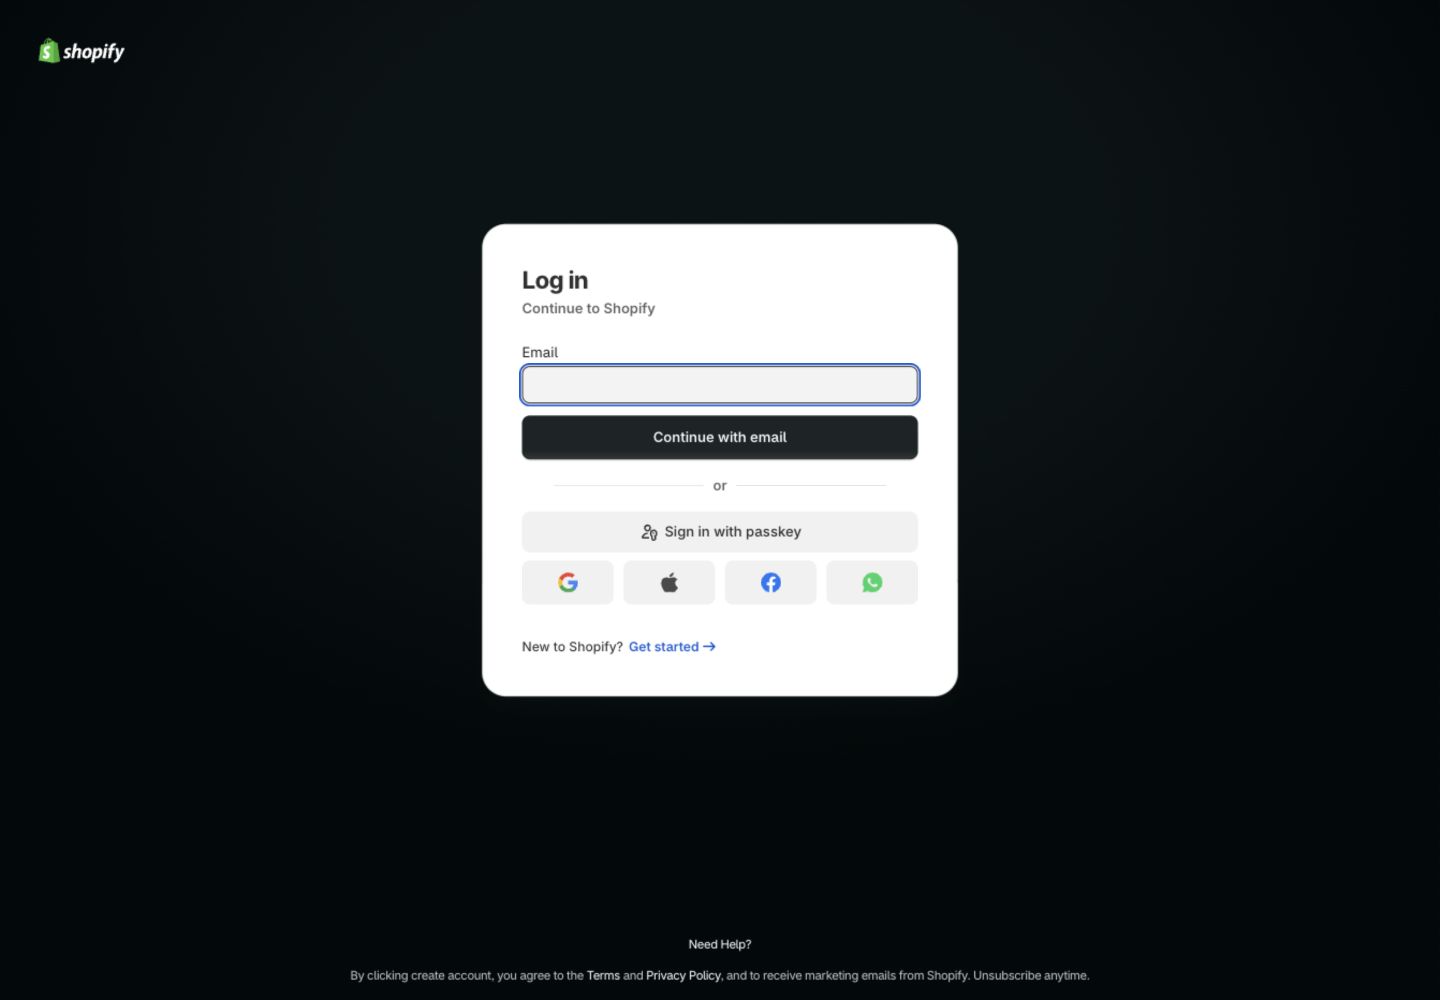 shopify
Log in
Continue to Shopify
Email
Continue with email
or
Sign in with passkey
New to Shopify? Get started →
Need Help?
By clicking create account, you agree to the Terms and Privacy Policy, and to receive marketing emails from Shopify. Unsubscribe anytime.